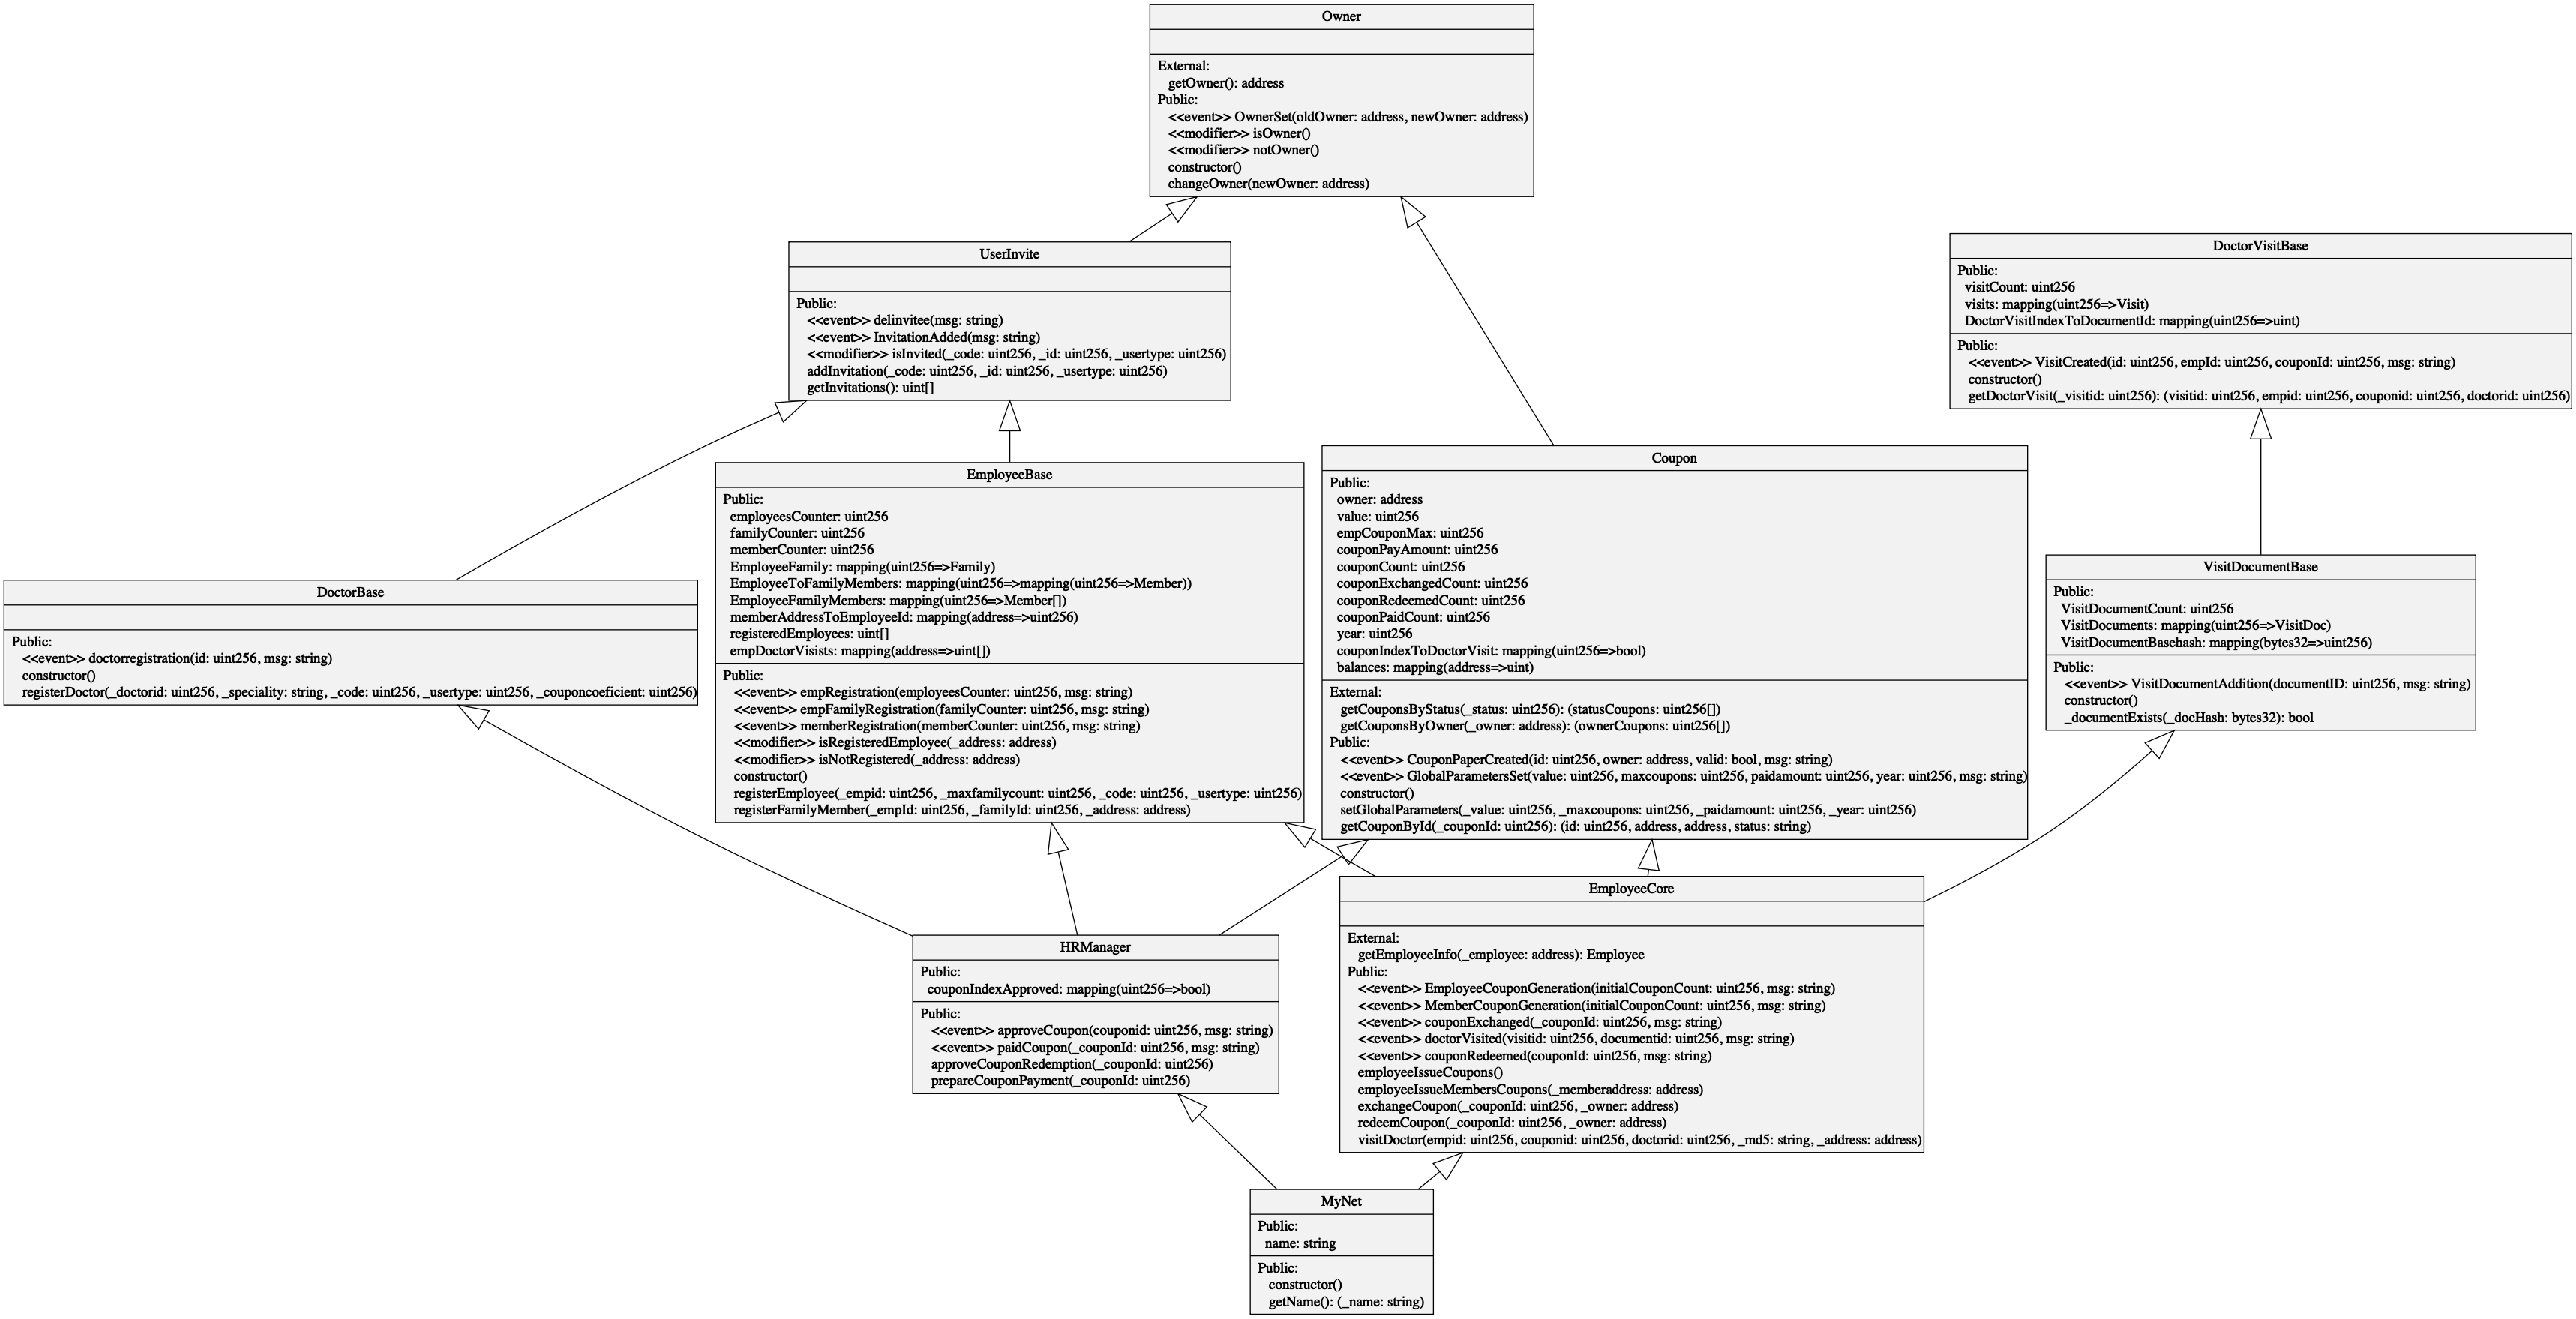 Owner
External:
getOwner(): address
Public:
<<event>> OwnerSet(oldOwner: address, newOwner: address)
<<modifier>> isOwner()
<<modifier>> notOwner()
constructor()
changeOwner(newOwner: address)
UserInvite
Public:
<<event>> delinvitee(msg: string)
<<event>> InvitationAdded(msg: string)
<<modifier>> isInvited(_code: uint256, _id: uint256, _usertype: uint256)
addInvitation(_code: uint256, _id: uint256, _usertype: uint256)
getInvitations(): uint[]
DoctorVisitBase
Public:
visitCount: uint256
visits: mapping(uint256=>Visit)
DoctorVisitIndexToDocumentId: mapping(uint256=>uint)
Public:
<<event>> VisitCreated(id: uint256, empId: uint256, couponId: uint256, msg: string)
constructor()
getDoctorVisit(_visitid: uint256): (visitid: uint256, empid: uint256, couponid: uint256, doctorid: uint256)
EmployeeBase
Public:
employeesCounter: uint256
familyCounter: uint256
memberCounter: uint256
EmployeeFamily: mapping(uint256=>Family)
EmployeeToFamilyMembers: mapping(uint256=>mapping(uint256=>Member))
EmployeeFamilyMembers: mapping(uint256=>Member[])
memberAddressToEmployeeId: mapping(address=>uint256)
registeredEmployees: uint[]
empDoctorVisists: mapping(address=>uint[])
Public:
<<event>> empRegistration(employeesCounter: uint256, msg: string)
<<event>> empFamilyRegistration(familyCounter: uint256, msg: string)
<<event>> memberRegistration(memberCounter: uint256, msg: string)
<<modifier>> isRegisteredEmployee(_address: address)
<<modifier>> isNotRegistered(_address: address)
constructor()
registerEmployee(_empid: uint256, _maxfamilycount: uint256, _code: uint256, _usertype: uint256)
registerFamilyMember(_empId: uint256, _familyId: uint256, _address: address)
Coupon
Public:
owner: address
value: uint256
empCouponMax: uint256
couponPayAmount: uint256
couponCount: uint256
couponExchangedCount: uint256
couponRedeemedCount: uint256
couponPaidCount: uint256
year: uint256
couponIndexToDoctorVisit: mapping(uint256=>bool)
balances: mapping(address=>uint)
External:
getCouponsByStatus(_status: uint256): (statusCoupons: uint256[])
getCouponsByOwner(_owner: address): (ownerCoupons: uint256[])
Public:
<<event>> CouponPaperCreated(id: uint256, owner: address, valid: bool, msg: string)
<<event>> GlobalParametersSet(value: uint256, maxcoupons: uint256, paidamount: uint256, year: uint256, msg: string)
constructor()
setGlobalParameters(_value: uint256, _maxcoupons: uint256, _paidamount: uint256, _year: uint256)
getCouponById(_couponId: uint256): (id: uint256, address, address, status: string)
DoctorBase
Public:
<<event>> doctorregistration(id: uint256, msg: string)
constructor()
registerDoctor(_doctorid: uint256, _speciality: string, _code: uint256, _usertype: uint256, _couponcoeficient: uint256)
VisitDocumentBase
Public:
VisitDocumentCount: uint256
VisitDocuments: mapping(uint256=>VisitDoc)
VisitDocumentBasehash: mapping(bytes32=>uint256)
Public:
<<event>> VisitDocumentAddition(documentID: uint256, msg: string)
constructor()
_documentExists(_docHash: bytes32): bool
HRManager
Public:
couponIndexApproved: mapping(uint256=>bool)
Public:
<<event>> approveCoupon(couponid: uint256, msg: string)
<<event>> paidCoupon(_couponId: uint256, msg: string)
approveCouponRedemption(_couponId: uint256)
prepareCouponPayment(_couponId: uint256)
EmployeeCore
External:
getEmployeeInfo(_employee: address): Employee
Public:
<<event>> EmployeeCouponGeneration(initialCouponCount: uint256, msg: string)
<<event>> MemberCouponGeneration(initialCouponCount: uint256, msg: string)
<<event>> couponExchanged(_couponId: uint256, msg: string)
<<event>> doctorVisited(visitid: uint256, documentid: uint256, msg: string)
<<event>> couponRedeemed(couponId: uint256, msg: string)
employeeIssueCoupons()
employeeIssueMembersCoupons(_memberaddress: address)
exchangeCoupon(_couponId: uint256, _owner: address)
redeemCoupon(_couponId: uint256, _owner: address)
visitDoctor(empid: uint256, couponid: uint256, doctorid: uint256, _md5: string, _address: address)
MyNet
Public:
name: string
Public:
constructor()
getName(): (_name: string)